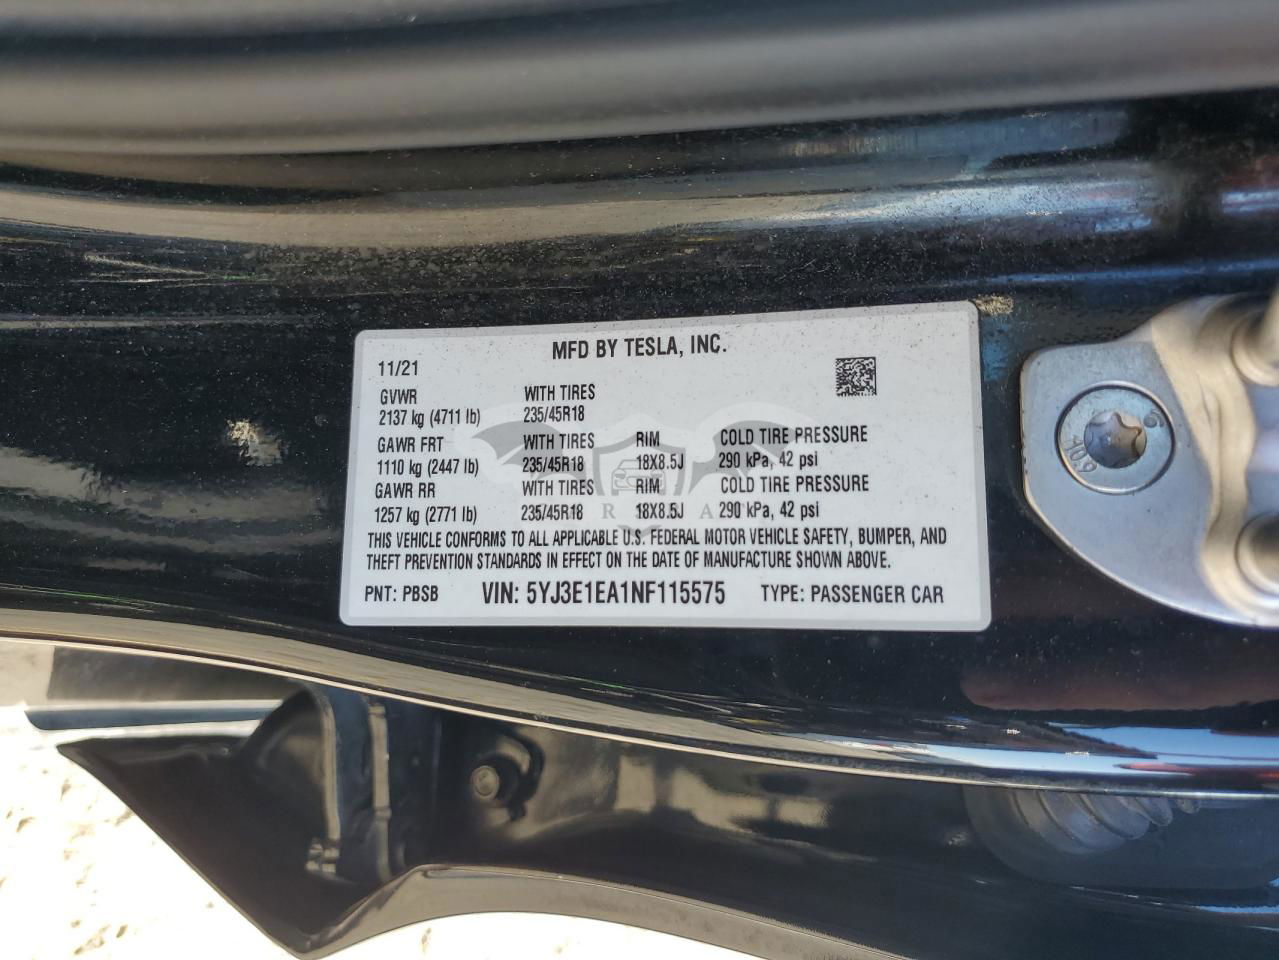 MFD BY TESLA, INC.
11/21
GVWR WITH TIRES
2137 kg (4711 lb) 235/45R18
GAWR FRT WITH TIRES RIM COLD TIRE PRESSURE
1110 kg (2447 lb) 235/45R18 18X8.5J 290 kPa, 42 psi
GAWR RR WITH TIRES RIM COLD TIRE PRESSURE
1257 kg (2771 lb) 235/45R18 18X8.5J 290 kPa, 42 psi
THIS VEHICLE CONFORMS TO ALL APPLICABLE U.S. FEDERAL MOTOR VEHICLE SAFETY, BUMPER, AND
THEFT PREVENTION STANDARDS IN EFFECT ON THE DATE OF MANUFACTURE SHOWN ABOVE.
PNT: PBSB VIN: 5YJ3E1EA1NF115575 TYPE: PASSENGER CAR